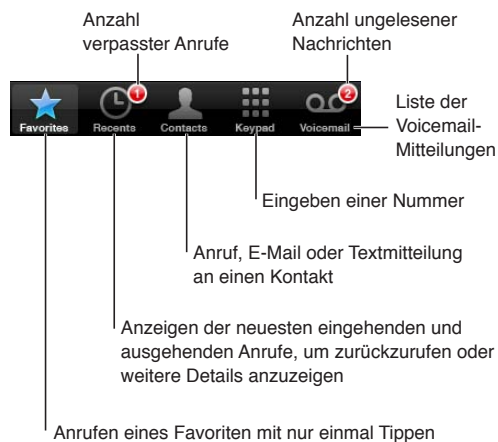 Anzahl
verpasster Anrufe
Anzahl ungelesener
Nachrichten
1
2
Favorites
Recents
Contacts
Keypad
Voicemail
Liste der
Voicemail-
Mitteilungen
Eingeben einer Nummer
Anruf, E-Mail oder Textmitteilung
an einen Kontakt
Anzeigen der neuesten eingehenden und
ausgehenden Anrufe, um zurückzurufen oder
weitere Details anzuzeigen
Anrufen eines Favoriten mit nur einmal Tippen